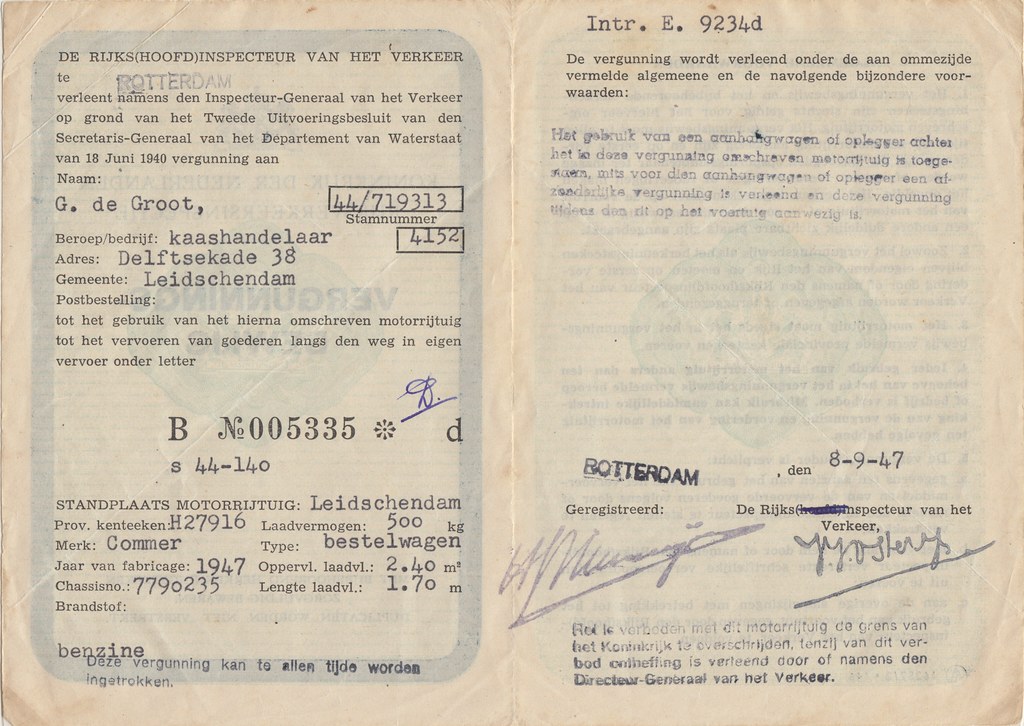 DE RIJKS(HOOFD)INSPECTEUR VAN HET VERKEER
te ROTTERDAM
verleent namens den Inspecteur-Generaal van het Verkeer
op grond van het Tweede Uitvoeringsbesluit van den
Secretaris-Generaal van het Departement van Waterstaat
van 18 Juni 1940 vergunning aan
Naam:
G. de Groot, 44/719313
Stamnummer
Beroep/bedrijf: kaashandelaar 4152
Adres: Delftsekade 38
Gemeente: Leidschendam
Postbestelling:
tot het gebruik van het hierna omschreven motorrijtuig
tot het vervoeren van goederen langs den weg in eigen
vervoer onder letter
B № 005335 * d
s 44-140
STANDPLAATS MOTORRIJTUIG: Leidschendam
Prov. kenteeken: H27916 Laadvermogen: 500 kg
Merk: Commer Type: bestelwagen
Jaar van fabricage: 1947 Oppervl. laadvl.: 2.40 m²
Chassisno.: 7790235 Lengte laadvl.: 1.70 m
Brandstof:
benzine
Deze vergunning kan te allen tijde worden
ingetrokken.
Intr. E. 9234d
De vergunning wordt verleend onder de aan ommezijde
vermelde algemeene en de navolgende bijzondere voor-
waarden:
Het gebruik van een aanhangwagen of oplegger achter
het in deze vergunning omschreven motorrijtuig is toege-
staan, mits voor dien aanhangwagen of oplegger een af-
zonderlijke vergunning is verleend en deze vergunning
tijdens den rit op het voertuig aanwezig is.
ROTTERDAM , den 8-9-47
Geregistreerd: De Rijks(hoofd)inspecteur van het
Verkeer,
Het is verboden met dit motorrijtuig de grens van
het Koninkrijk te overschrijden, tenzij van dit ver-
bod ontheffing is verleend door of namens den
Directeur-Generaal van het Verkeer.